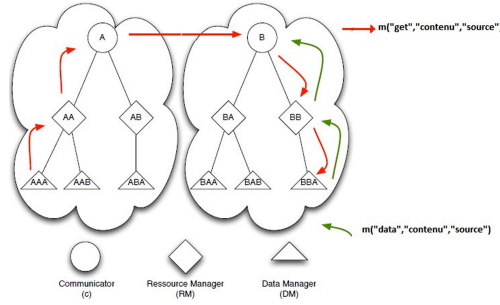 m("get","contenu","source")
A
B
AA
AB
BA
BB
AAA
AAB
ABA
BAA
BAB
BBA
m("data","contenu","source")
Communicator
(c)
Ressource Manager
(RM)
Data Manager
(DM)